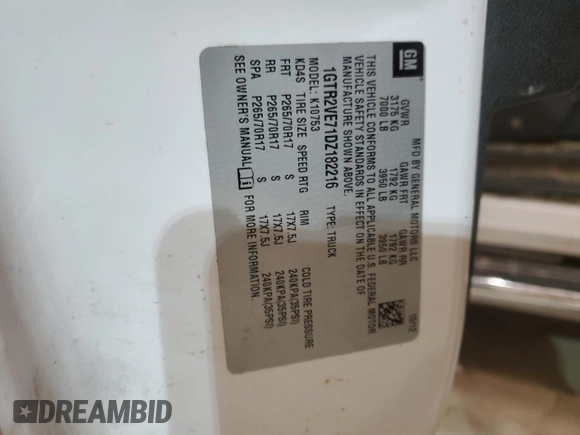 GM
MFD BY GENERAL MOTORS LLC
10/12
GVWR GAWR FRT GAWR RR
3175 KG 1792 KG 1792 KG
7000 LB 3950 LB 3950 LB
THIS VEHICLE CONFORMS TO ALL APPLICABLE U.S. FEDERAL MOTOR
VEHICLE SAFETY STANDARDS IN EFFECT ON THE DATE OF
MANUFACTURE SHOWN ABOVE.
1GTR2VE71DZ182216 TYPE: TRUCK
MODEL: K10753
KD4S TIRE SIZE SPEED RTG RIM COLD TIRE PRESSURE
FRT P265/70R17 S 17X7.5J 240KPA(35PSI)
RR P265/70R17 S 17X7.5J 240KPA(35PSI)
SPA P265/70R17 S 17X7.5J 240KPA(35PSI)
SEE OWNER'S MANUAL FOR MORE INFORMATION.
DREAMBID